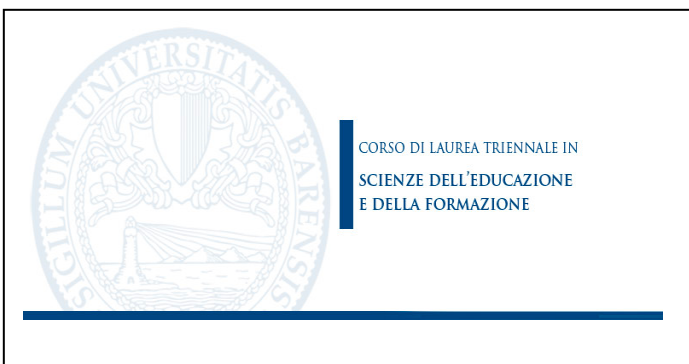 SIGILLUM UNIVERSITATIS BARENSIS
CORSO DI LAUREA TRIENNALE IN
SCIENZE DELL'EDUCAZIONE
E DELLA FORMAZIONE